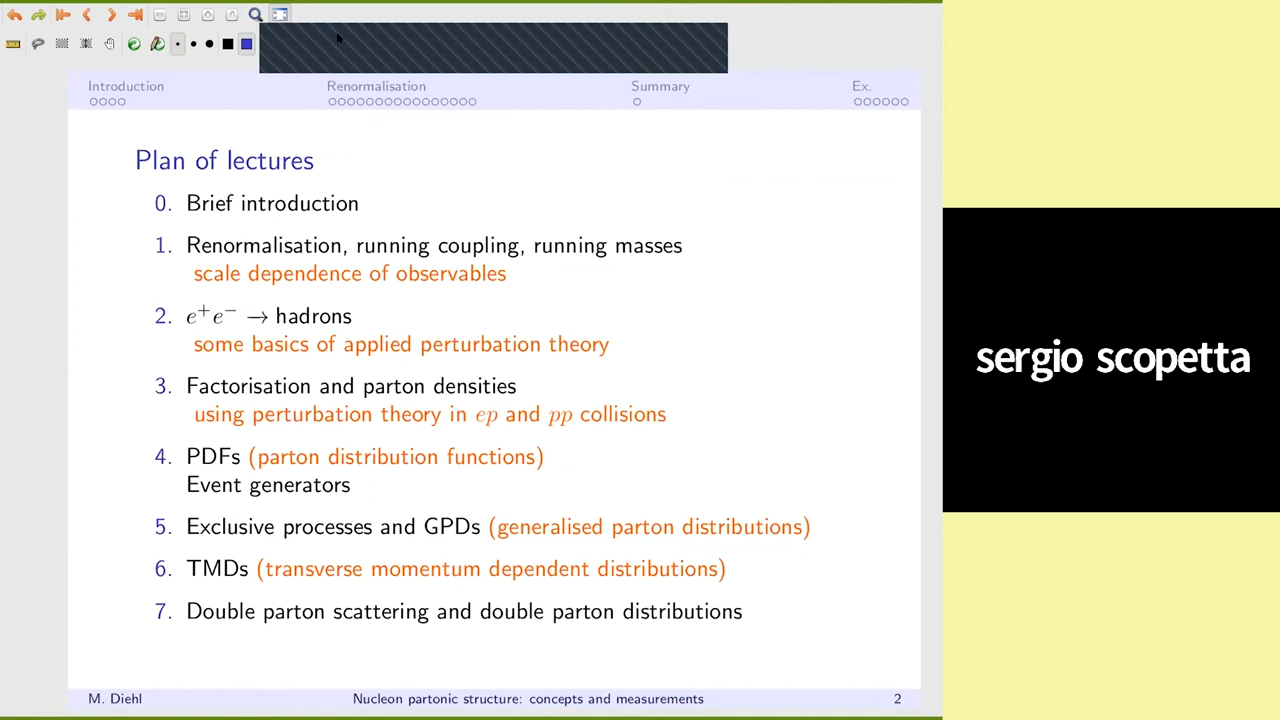 Introduction Renormalisation Summary Ex.
Plan of lectures
0. Brief introduction
1. Renormalisation, running coupling, running masses
scale dependence of observables
2. e⁺e⁻ → hadrons
some basics of applied perturbation theory
3. Factorisation and parton densities
using perturbation theory in ep and pp collisions
4. PDFs (parton distribution functions)
Event generators
5. Exclusive processes and GPDs (generalised parton distributions)
6. TMDs (transverse momentum dependent distributions)
7. Double parton scattering and double parton distributions
M. Diehl Nucleon partonic structure: concepts and measurements 2
sergio scopetta